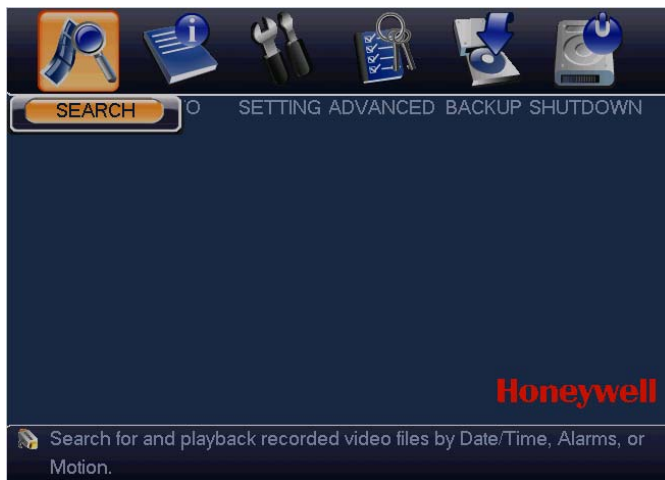 SEARCH SETTING ADVANCED BACKUP SHUTDOWN
Honeywell
Search for and playback recorded video files by Date/Time, Alarms, or
Motion.